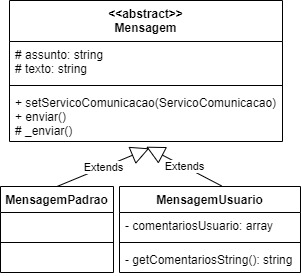 <<abstract>>
Mensagem
# assunto: string
# texto: string
+ setServicoComunicacao(ServicoComunicacao)
+ enviar()
# _enviar()
Extends
Extends
MensagemPadrao
MensagemUsuario
- comentariosUsuario: array
- getComentariosString(): string